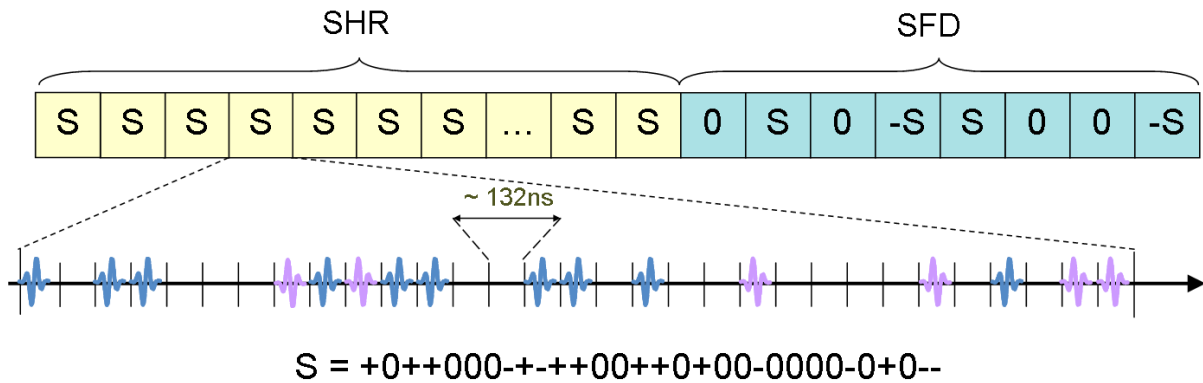 SHR SFD
S S S S S S S ... S S 0 S 0 -S S 0 0 -S
~ 132ns
S = +0++000-+-++00++0+00-0000-0+0--